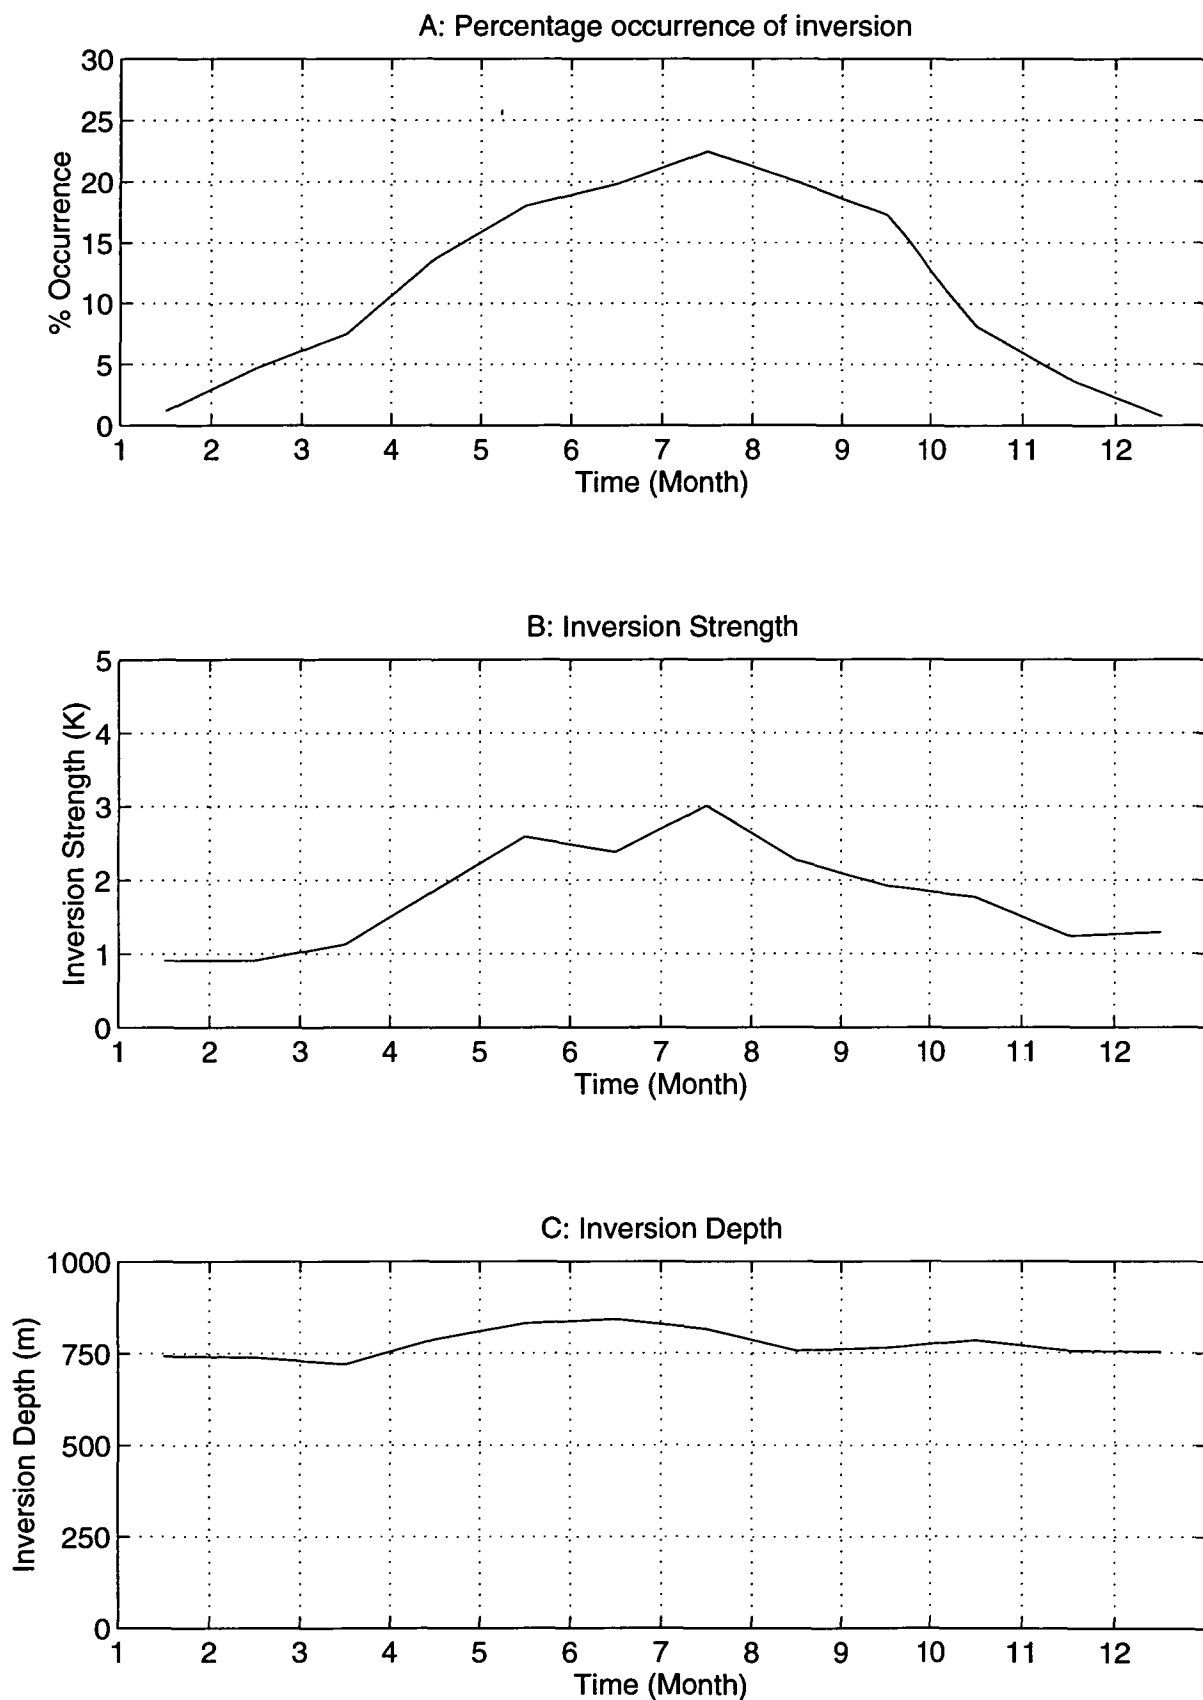 A: Percentage occurrence of inversion
30
25
20
15
10
5
0
% Occurrence
1 2 3 4 5 6 7 8 9 10 11 12
Time (Month)
B: Inversion Strength
5
4
3
2
1
0
Inversion Strength (K)
1 2 3 4 5 6 7 8 9 10 11 12
Time (Month)
C: Inversion Depth
1000
750
500
250
0
Inversion Depth (m)
1 2 3 4 5 6 7 8 9 10 11 12
Time (Month)